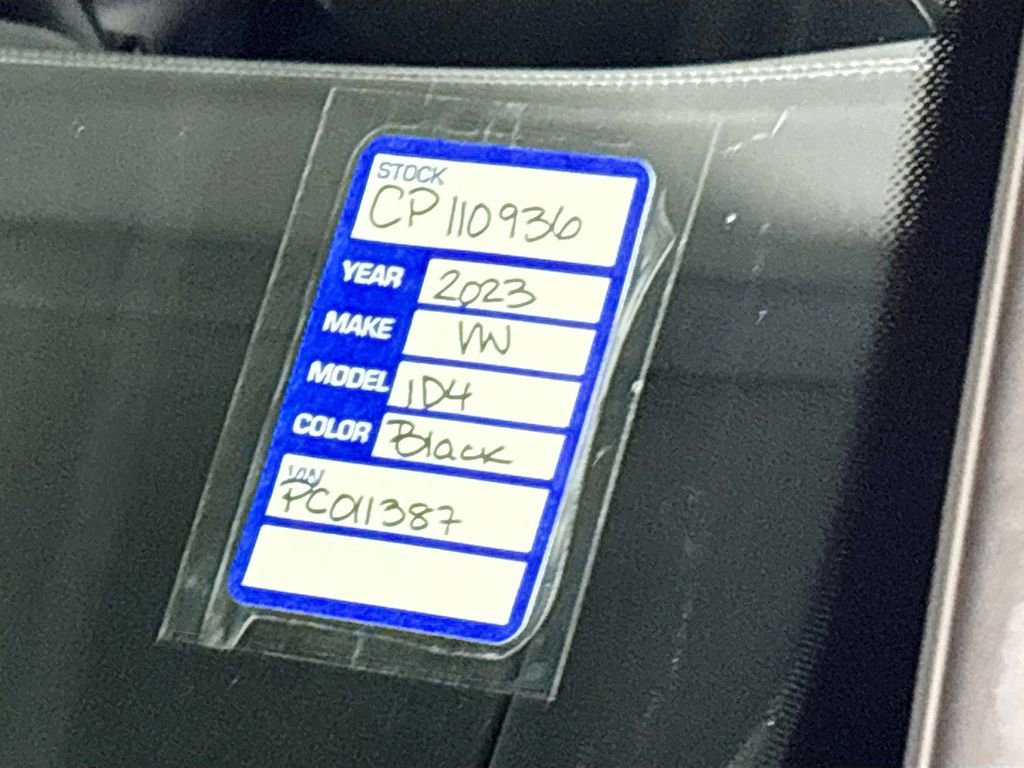 STOCK
CP110936
YEAR 2023
MAKE VW
MODEL ID4
COLOR Black
VIN
PC011387